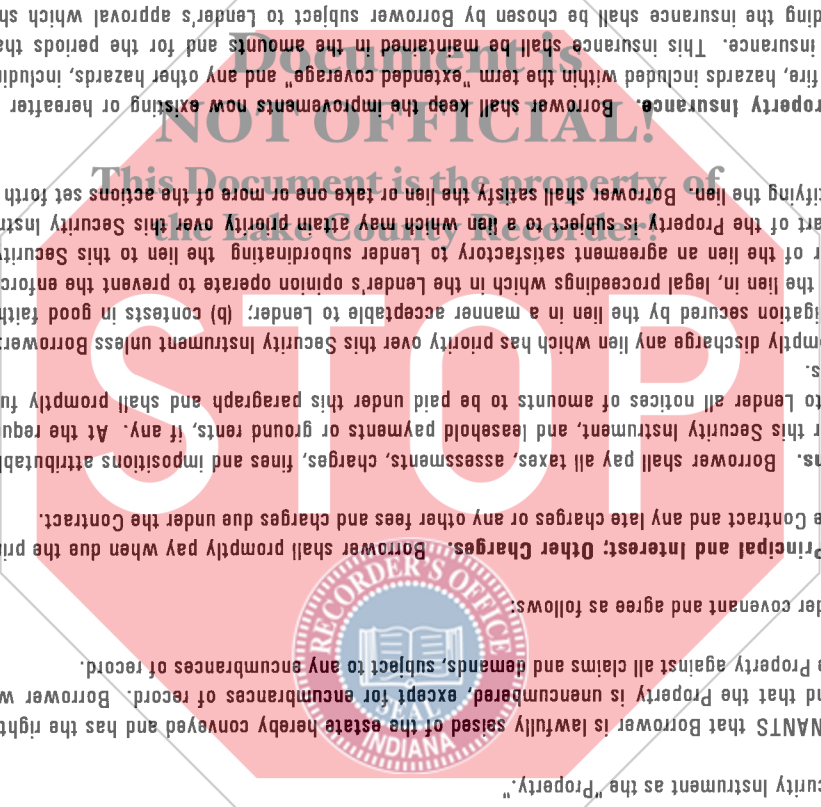 curity Instrument as the "Property."
NANTS that Borrower is lawfully seised of the estate hereby conveyed and has the right
nd that the Property is unencumbered, except for encumbrances of record. Borrower w
e Property against all claims and demands, subject to any encumbrances of record.
der covenant and agree as follows:
Principal and Interest; Other Charges. Borrower shall promptly pay when due the prin
e Contract and any late charges or any other fees and charges due under the Contract.
ns. Borrower shall pay all taxes, assessments, charges, fines and impositions attributabl
r this Security Instrument, and leasehold payments or ground rents, if any. At the reque
to Lender all notices of amounts to be paid under this paragraph and shall promptly fu
s.
mptly discharge any lien which has priority over this Security Instrument unless Borrower:
igation secured by the lien in a manner acceptable to Lender; (b) contests in good faith
the lien in, legal proceedings which in the Lender's opinion operate to prevent the enforc
r of the lien an agreement satisfactory to Lender subordinating the lien to this Security
art of the Property is subject to a lien which may attain priority over this Security Instr
tifying the lien. Borrower shall satisfy the lien or take one or more of the actions set forth
roperty Insurance. Borrower shall keep the improvements now existing or hereafter
fire, hazards included within the term "extended coverage" and any other hazards, includin
insurance. This insurance shall be maintained in the amounts and for the periods tha
ding the insurance shall be chosen by Borrower subject to Lender's approval which sh
Document is
NOT OFFICIAL!
This Document is the property of
the Lake County Recorder!
STOP
RECORDER'S OFFICE
SEAL
INDIANA